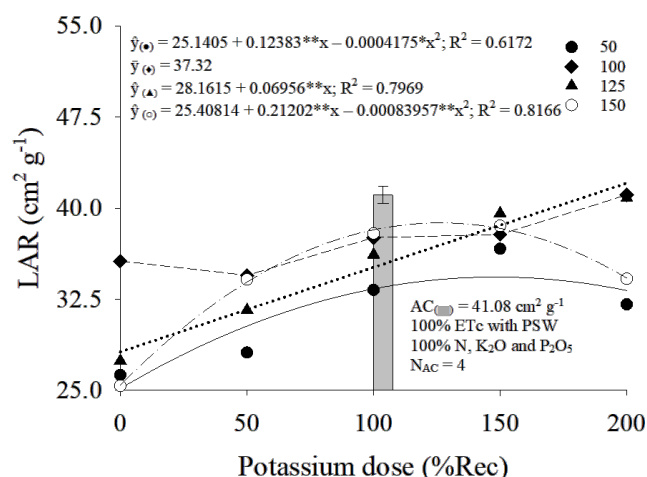 LAR (cm² g⁻¹)
55.0
47.5
40.0
32.5
25.0
ŷ(●) = 25.1405 + 0.12383**x – 0.0004175*x²; R² = 0.6172
ȳ(♦) = 37.32
ŷ(▲) = 28.1615 + 0.06956**x; R² = 0.7969
ŷ(○) = 25.40814 + 0.21202**x – 0.00083957**x²; R² = 0.8166
● 50
♦ 100
▲ 125
○ 150
AC(■) = 41.08 cm² g⁻¹
100% ETc with PSW
100% N, K₂O and P₂O₅
N_AC = 4
0 50 100 150 200
Potassium dose (%Rec)